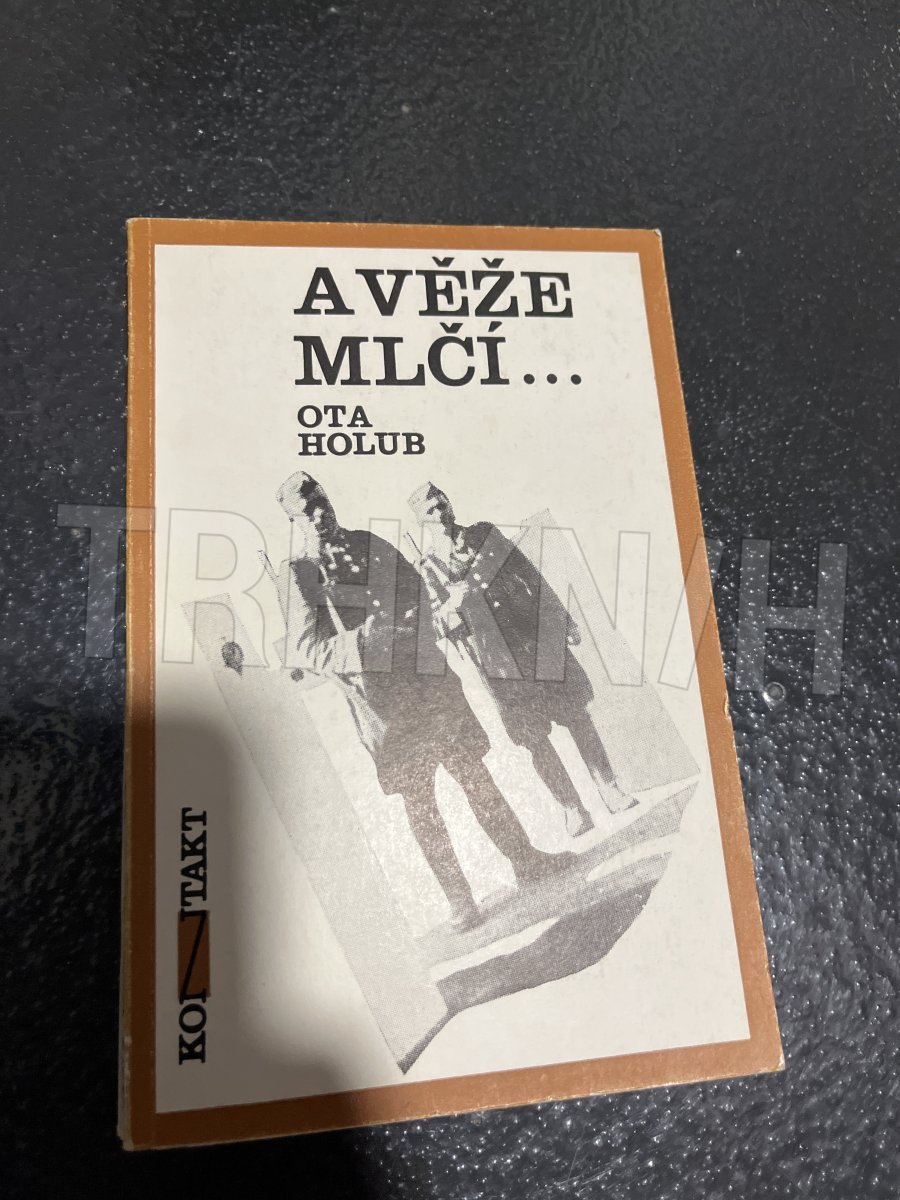 A VĚŽE
MLČÍ...
OTA
HOLUB
TRHKNIH
KONTAKT